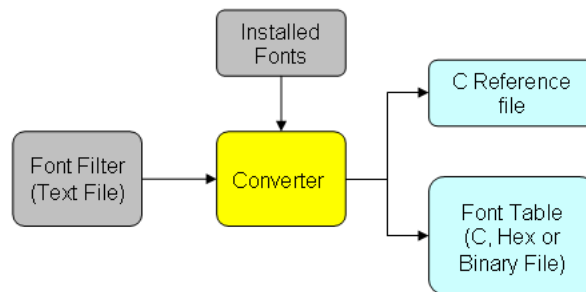 Installed
Fonts
C Reference
file
Font Filter
(Text File)
Converter
Font Table
(C, Hex or
Binary File)